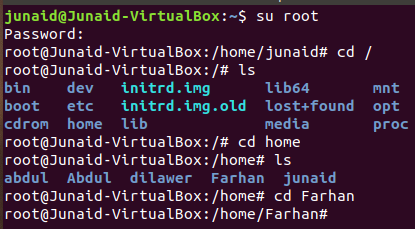 junaid@Junaid-VirtualBox:~$ su root
Password:
root@Junaid-VirtualBox:/home/junaid# cd /
root@Junaid-VirtualBox:/# ls
bin dev initrd.img lib64 mnt
boot etc initrd.img.old lost+found opt
cdrom home lib media proc
root@Junaid-VirtualBox:/# cd home
root@Junaid-VirtualBox:/home# ls
abdul Abdul dilawer Farhan junaid
root@Junaid-VirtualBox:/home# cd Farhan
root@Junaid-VirtualBox:/home/Farhan#